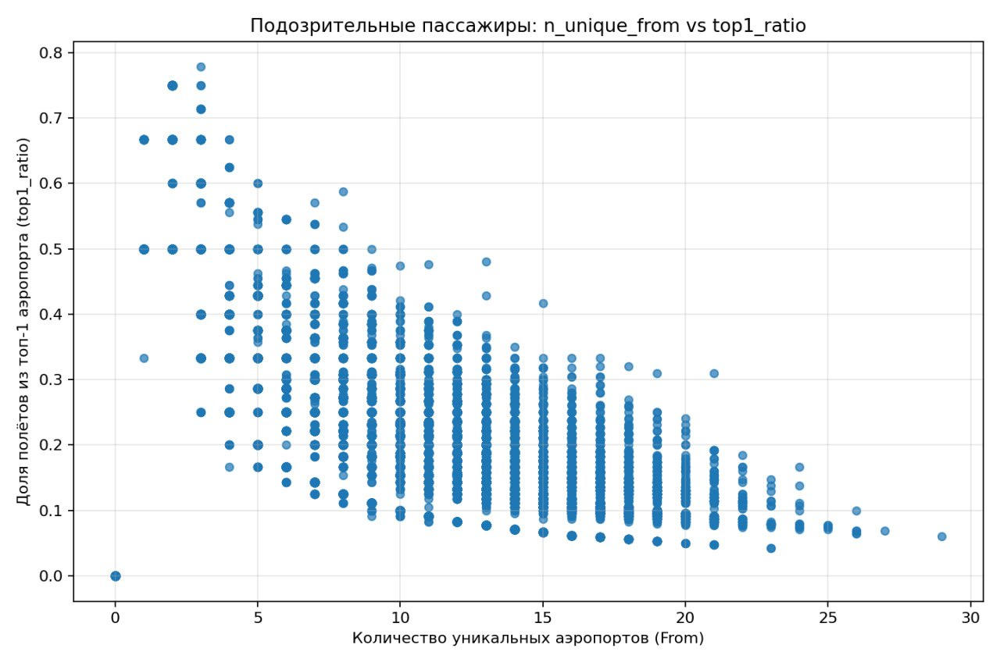 Подозрительные пассажиры: n_unique_from vs top1_ratio
Доля полётов из топ-1 аэропорта (top1_ratio)
0.8
0.7
0.6
0.5
0.4
0.3
0.2
0.1
0.0
0 5 10 15 20 25 30
Количество уникальных аэропортов (From)